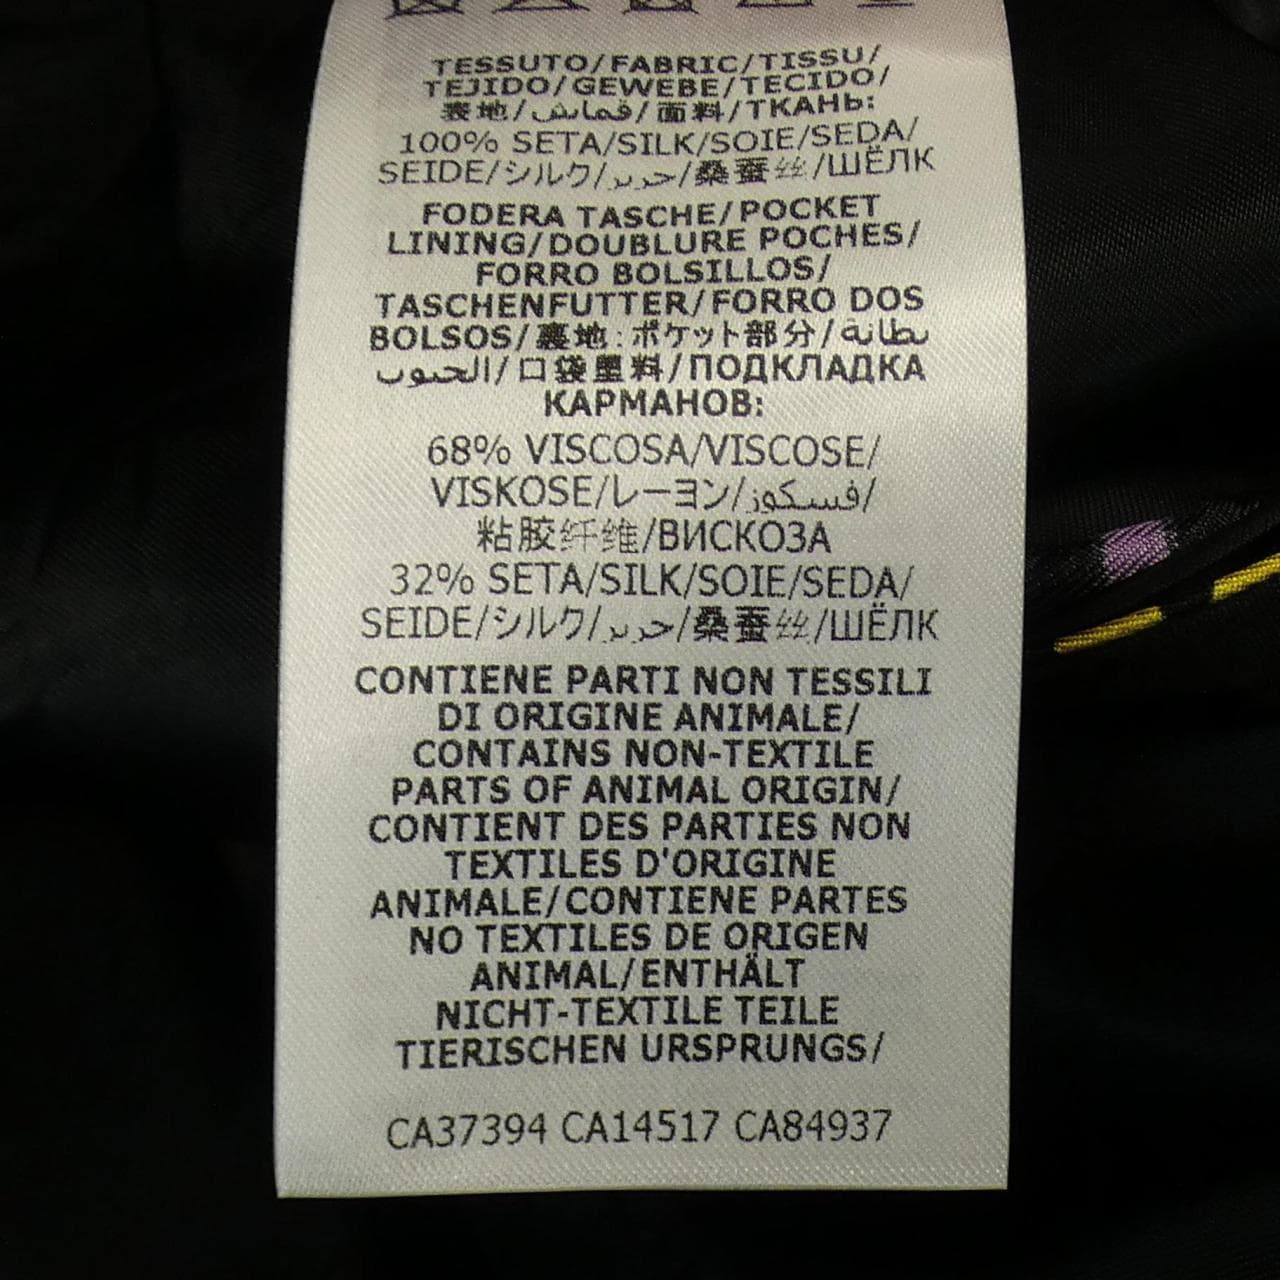 TESSUTO/FABRIC/TISSU/
TEJIDO/GEWEBE/TECIDO/
表地/قماش/面料/ТКАНЬ:
100% SETA/SILK/SOIE/SEDA/
SEIDE/シルク/حرير/桑蚕丝/ШЁЛК
FODERA TASCHE/POCKET
LINING/DOUBLURE POCHES/
FORRO BOLSILLOS/
TASCHENFUTTER/FORRO DOS
BOLSOS/裏地:ポケット部分/بطانة
الجيوب/口袋里料/ПОДКЛАДКА
КАРМАНОВ:
68% VISCOSA/VISCOSE/
VISKOSE/レーヨン/فسكوز/
粘胶纤维/ВИСКОЗА
32% SETA/SILK/SOIE/SEDA/
SEIDE/シルク/حرير/桑蚕丝/ШЁЛК
CONTIENE PARTI NON TESSILI
DI ORIGINE ANIMALE/
CONTAINS NON-TEXTILE
PARTS OF ANIMAL ORIGIN/
CONTIENT DES PARTIES NON
TEXTILES D'ORIGINE
ANIMALE/CONTIENE PARTES
NO TEXTILES DE ORIGEN
ANIMAL/ENTHÄLT
NICHT-TEXTILE TEILE
TIERISCHEN URSPRUNGS/
CA37394 CA14517 CA84937